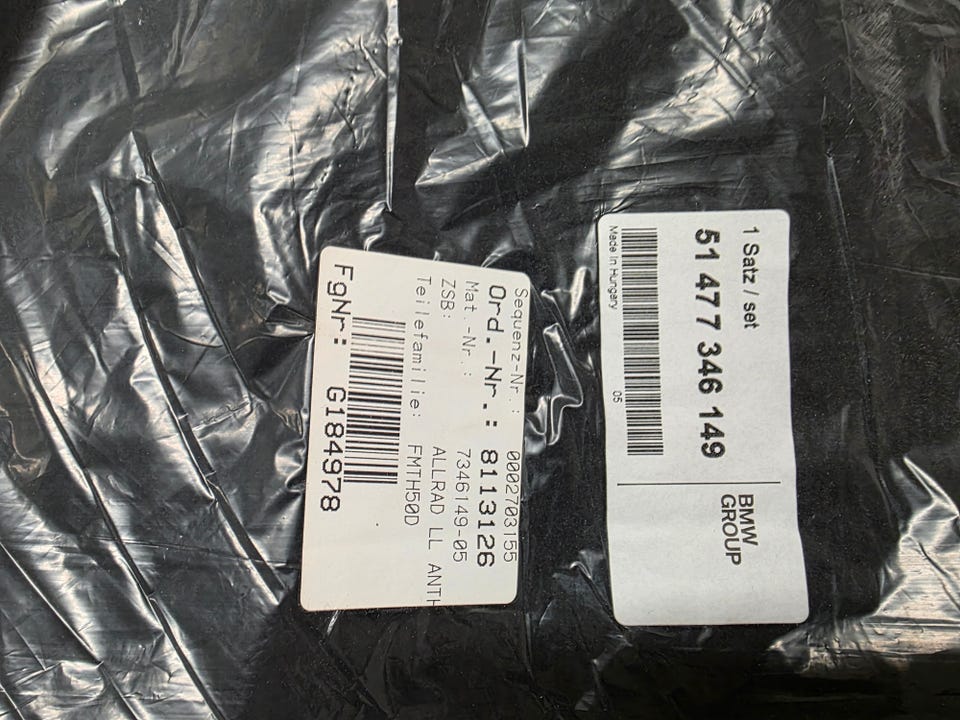 1 Satz / set
51 477 346 149
Made in Hungary
05
BMW
GROUP
Sequenz-Nr.: 0002703155
Ord.-Nr.: 8113126
Mat.-Nr.: 7346149-05
ZSB: ALLRAD LL ANTH
Teilefamilie: FMTH50D
FgNr: G184978